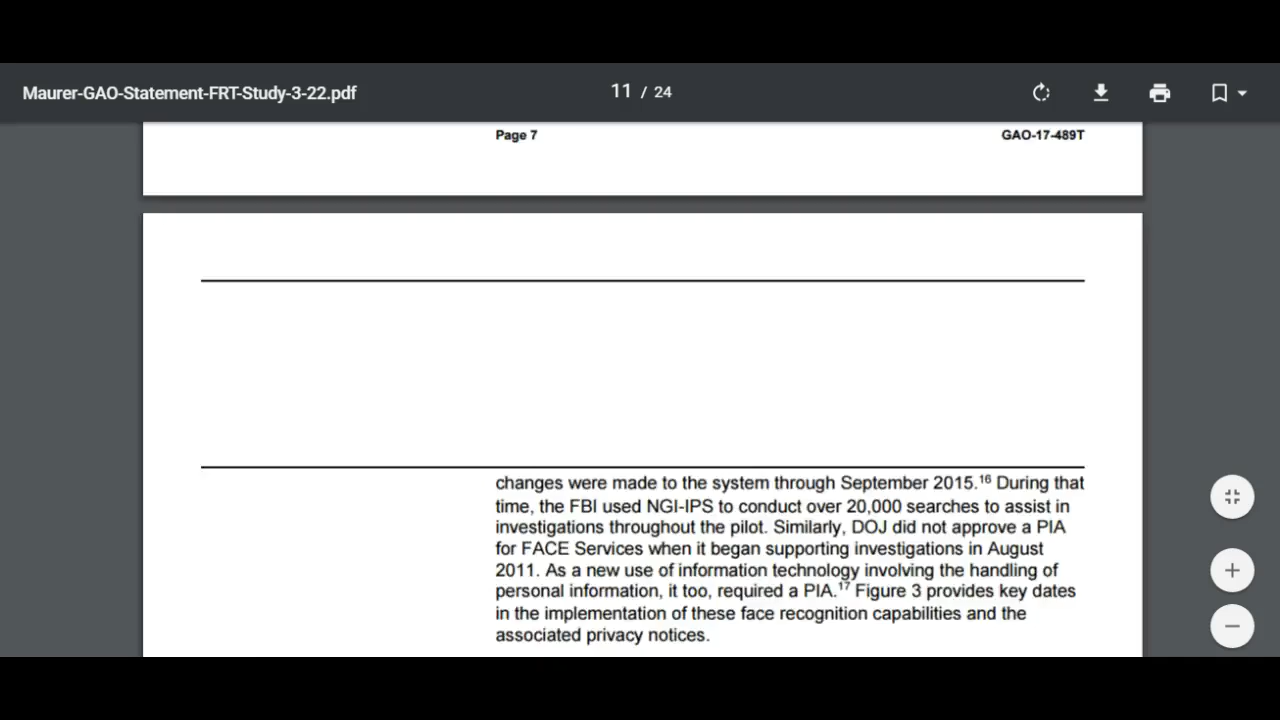 Maurer-GAO-Statement-FRT-Study-3-22.pdf 11 / 24
Page 7 GAO-17-489T
changes were made to the system through September 2015.16 During that
time, the FBI used NGI-IPS to conduct over 20,000 searches to assist in
investigations throughout the pilot. Similarly, DOJ did not approve a PIA
for FACE Services when it began supporting investigations in August
2011. As a new use of information technology involving the handling of
personal information, it too, required a PIA.17 Figure 3 provides key dates
in the implementation of these face recognition capabilities and the
associated privacy notices.